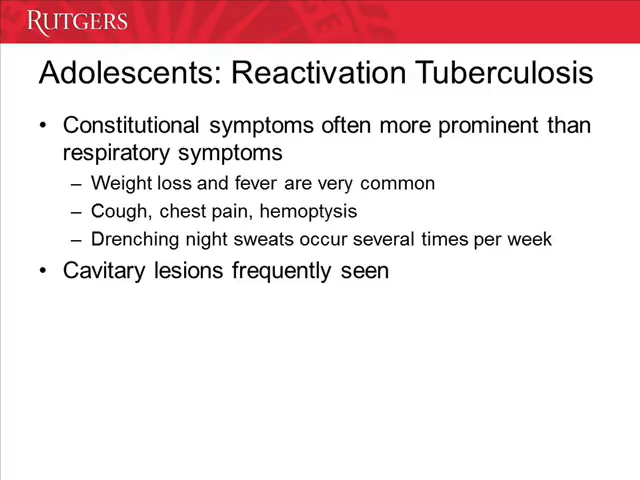 RUTGERS
Adolescents: Reactivation Tuberculosis
• Constitutional symptoms often more prominent than
respiratory symptoms
– Weight loss and fever are very common
– Cough, chest pain, hemoptysis
– Drenching night sweats occur several times per week
• Cavitary lesions frequently seen